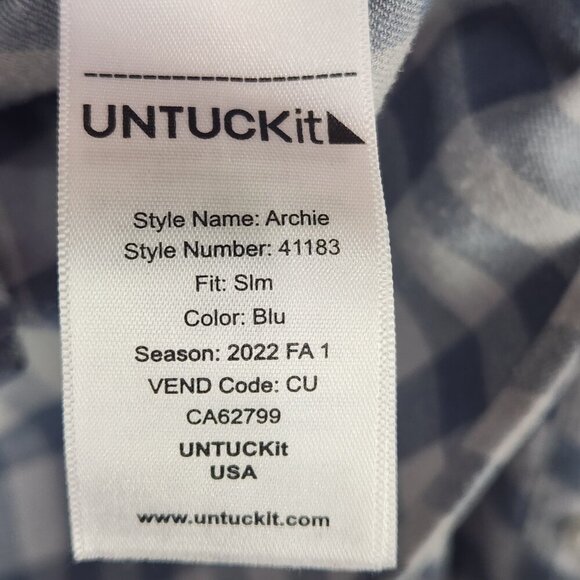 UNTUCKit
Style Name: Archie
Style Number: 41183
Fit: Slm
Color: Blu
Season: 2022 FA 1
VEND Code: CU
CA62799
UNTUCKit
USA
www.untuckit.com